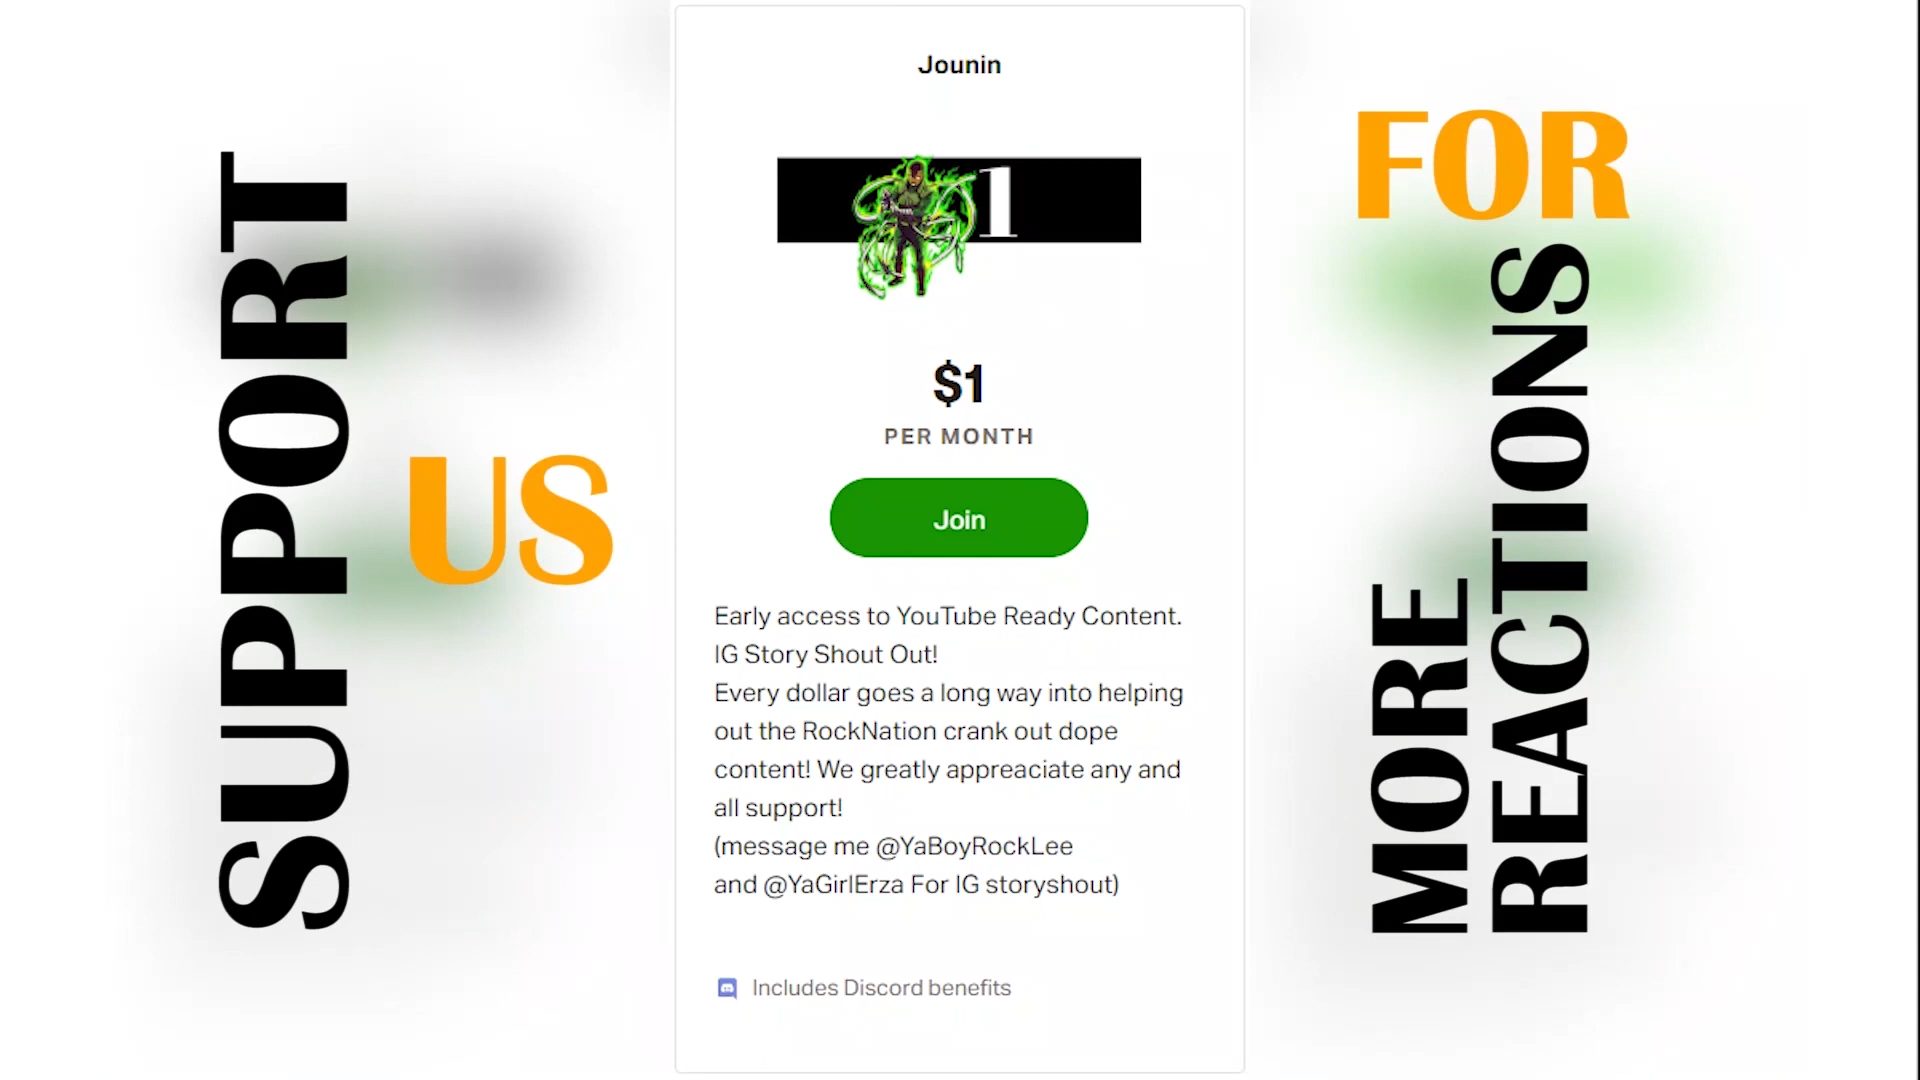 SUPPORT
US
Jounin
1
$1
PER MONTH
Join
Early access to YouTube Ready Content.
IG Story Shout Out!
Every dollar goes a long way into helping
out the RockNation crank out dope
content! We greatly appreaciate any and
all support!
(message me @YaBoyRockLee
and @YaGirlErza For IG storyshout)
Includes Discord benefits
FOR
MORE
REACTIONS